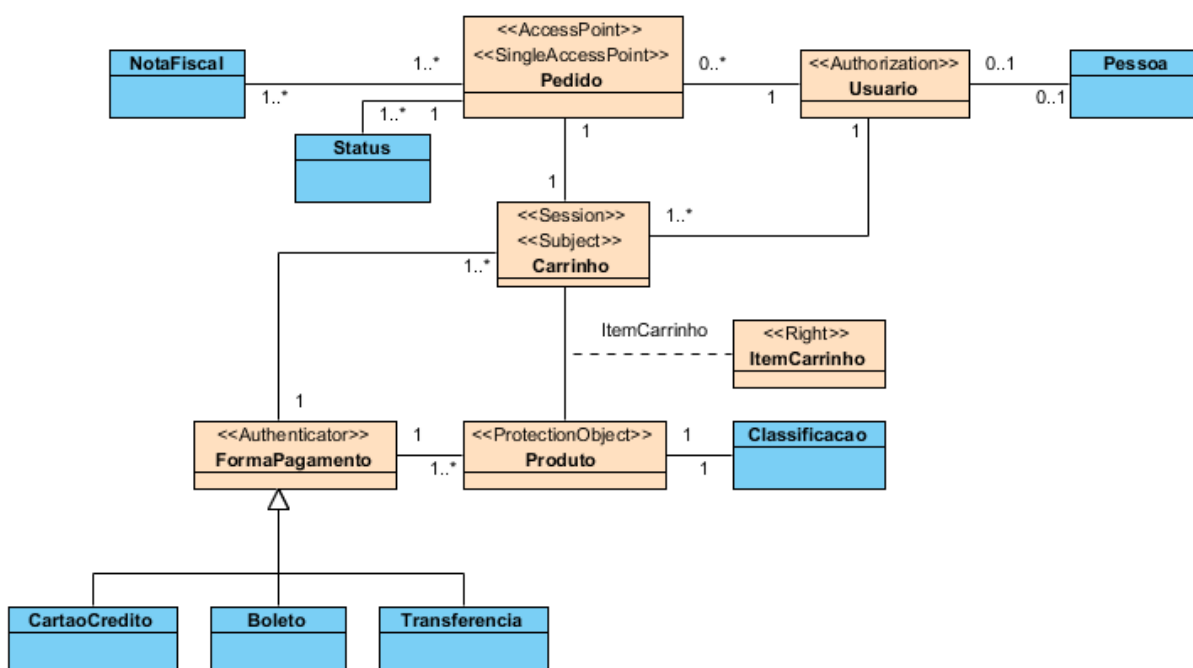 <<AccessPoint>>
<<SingleAccessPoint>>
Pedido
NotaFiscal
1..*
1..*
0..*
1
<<Authorization>>
Usuario
0..1
0..1
Pessoa
1..*
1
Status
1
1
1
<<Session>>
<<Subject>>
Carrinho
1..*
1..*
ItemCarrinho
<<Right>>
ItemCarrinho
1
<<Authenticator>>
FormaPagamento
1
1..*
<<ProtectionObject>>
Produto
1
1
Classificacao
CartaoCredito
Boleto
Transferencia